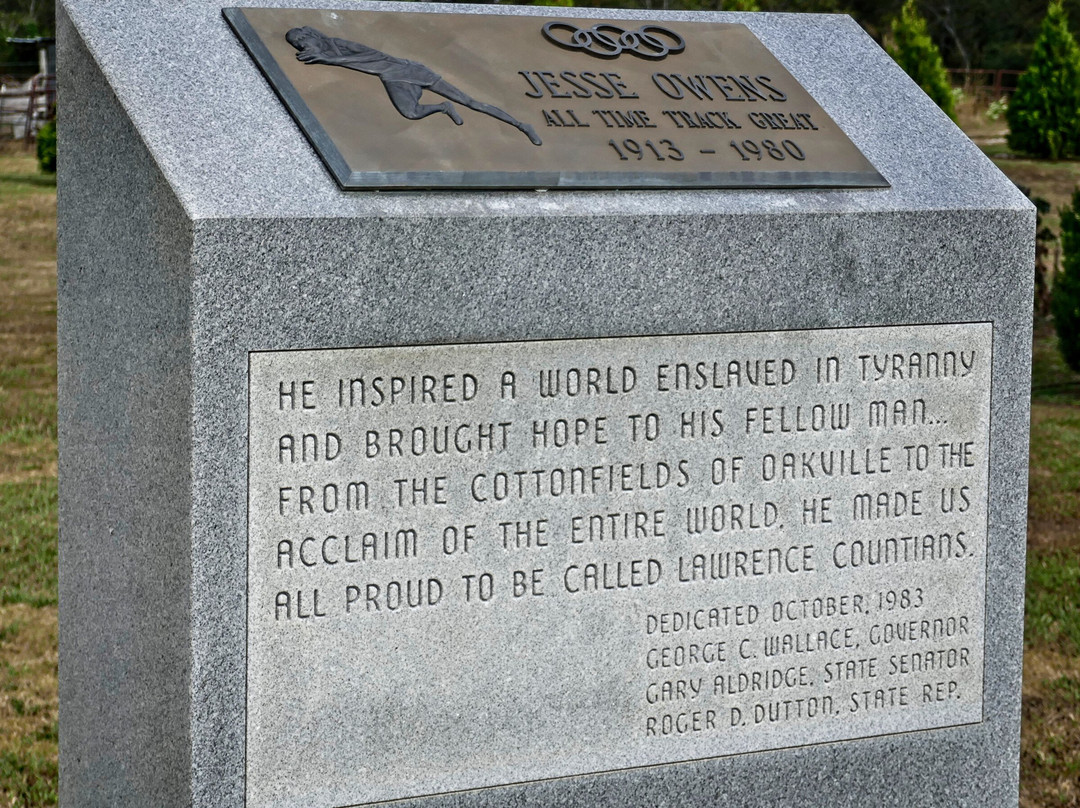 JESSE OWENS
ALL TIME TRACK GREAT
1913 - 1980
HE INSPIRED A WORLD ENSLAVED IN TYRANNY
AND BROUGHT HOPE TO HIS FELLOW MAN...
FROM THE COTTONFIELDS OF OAKVILLE TO THE
ACCLAIM OF THE ENTIRE WORLD, HE MADE US
ALL PROUD TO BE CALLED LAWRENCE COUNTIANS.
DEDICATED OCTOBER, 1983
GEORGE C. WALLACE, GOVERNOR
GARY ALDRIDGE, STATE SENATOR
ROGER D. DUTTON, STATE REP.